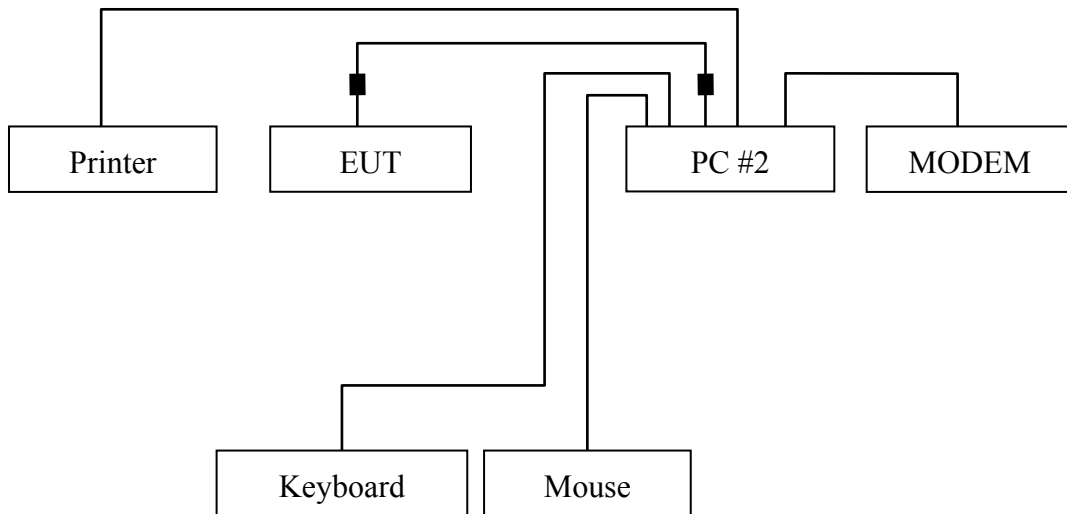 Printer
EUT
PC #2
MODEM
Keyboard
Mouse